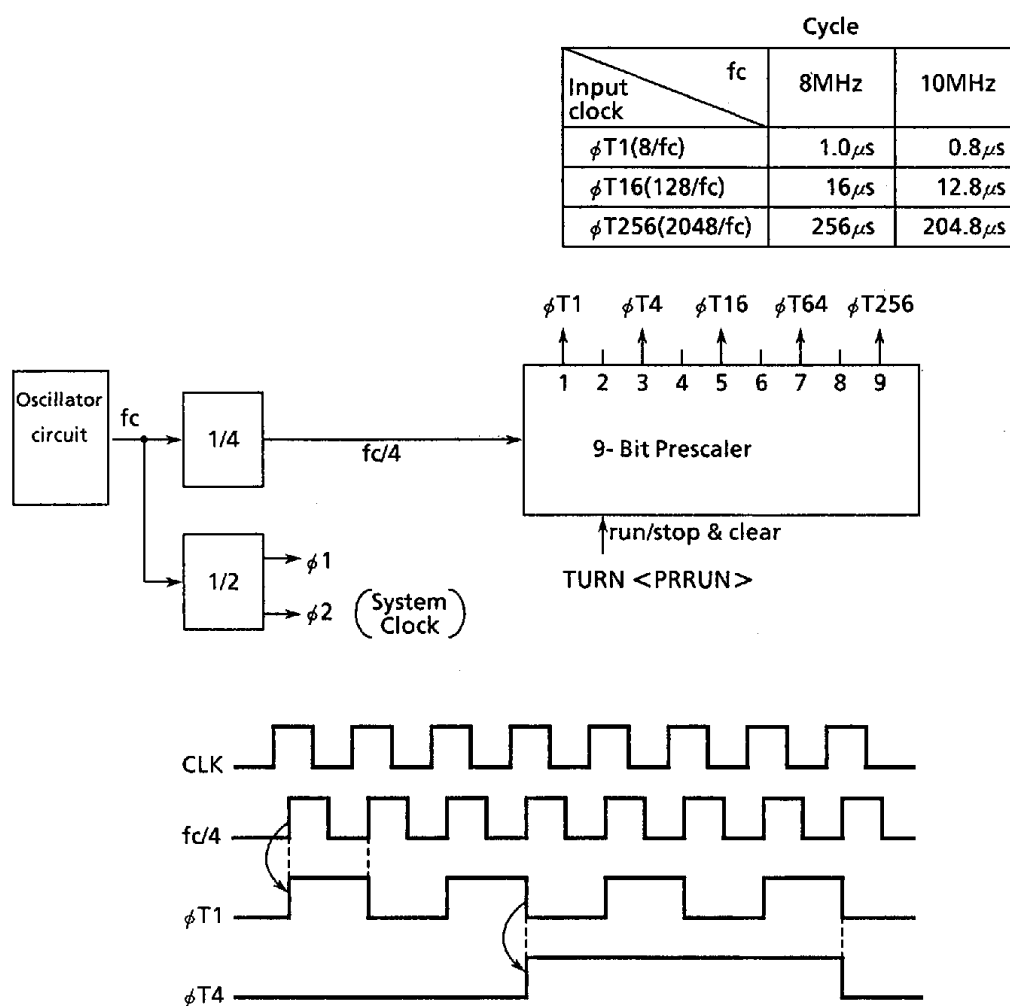 Cycle
fc
8MHz
10MHz
Input
clock
ϕT1(8/fc)
1.0μs
0.8μs
ϕT16(128/fc)
16μs
12.8μs
ϕT256(2048/fc)
256μs
204.8μs
ϕT1 ϕT4 ϕT16 ϕT64 ϕT256
1 2 3 4 5 6 7 8 9
Oscillator
circuit
fc
1/4
fc/4
9- Bit Prescaler
run/stop & clear
TURN <PRRUN>
1/2
ϕ1
ϕ2
(System
Clock)
CLK
fc/4
ϕT1
ϕT4